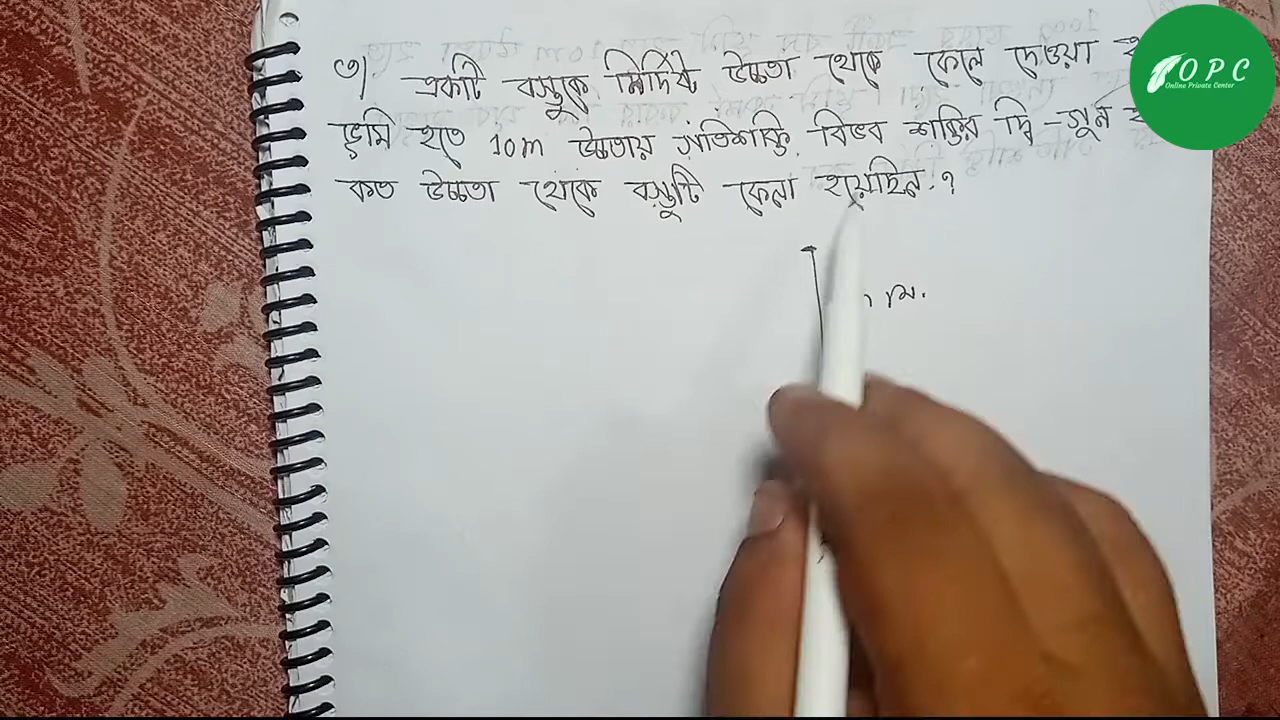 ৩| একটি বস্তুকে নির্দিষ্ট উচ্চতা থেকে ফেলে দেওয়া
ভূমি হতে 10m উচ্চতায় গতিশক্তি বিভব শক্তির দ্বি-গুন
কত উচ্চতা থেকে বস্তুটি ফেলা হয়েছিল?
মি.
OPC
Online Private Center